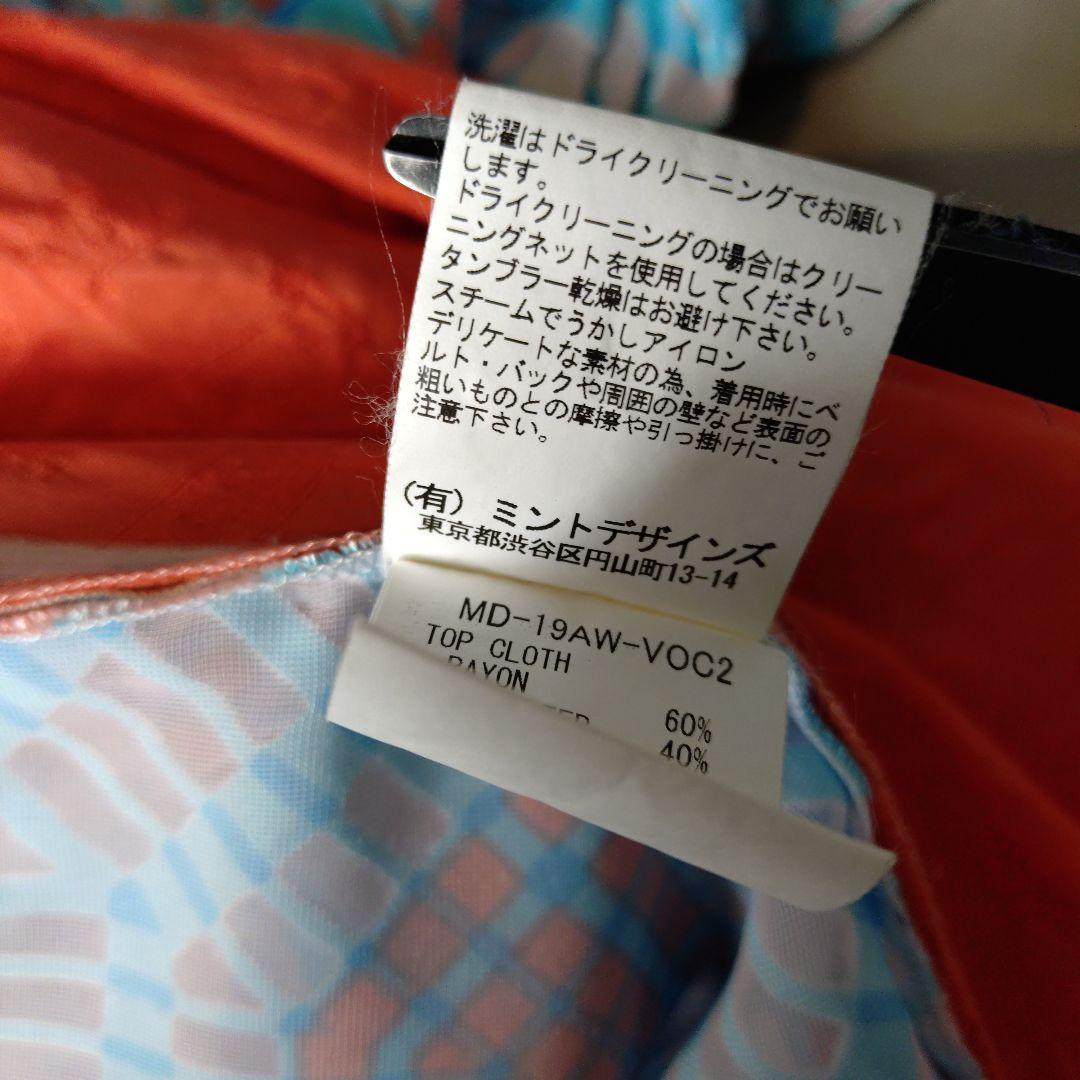 洗濯はドライクリーニングでお願い
します。
ドライクリーニングの場合はクリー
ニングネットを使用してください。
タンブラー乾燥はお避け下さい。
スチームでうかしアイロン
デリケートな素材の為、着用時にベ
ルト・バックや周囲の壁など表面の
粗いものとの摩擦や引っ掛けに、ご
注意下さい。
（有）ミントデザインズ
東京都渋谷区円山町13-14
MD-19AW-VOC2
TOP CLOTH
RAYON
60%
40%